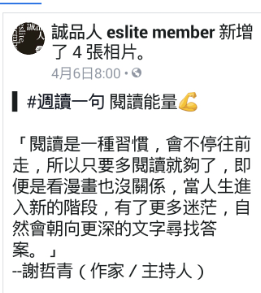 誠品人 eslite member 新增
了 4 張相片。
4月6日8:00 ·
▌#週讀一句 閱讀能量💪
「閱讀是一種習慣，會不停往前
走，所以只要多閱讀就夠了，即
便是看漫畫也沒關係，當人生進
入新的階段，有了更多迷茫，自
然會朝向更深的文字尋找答
案。」
--謝哲青（作家／主持人）